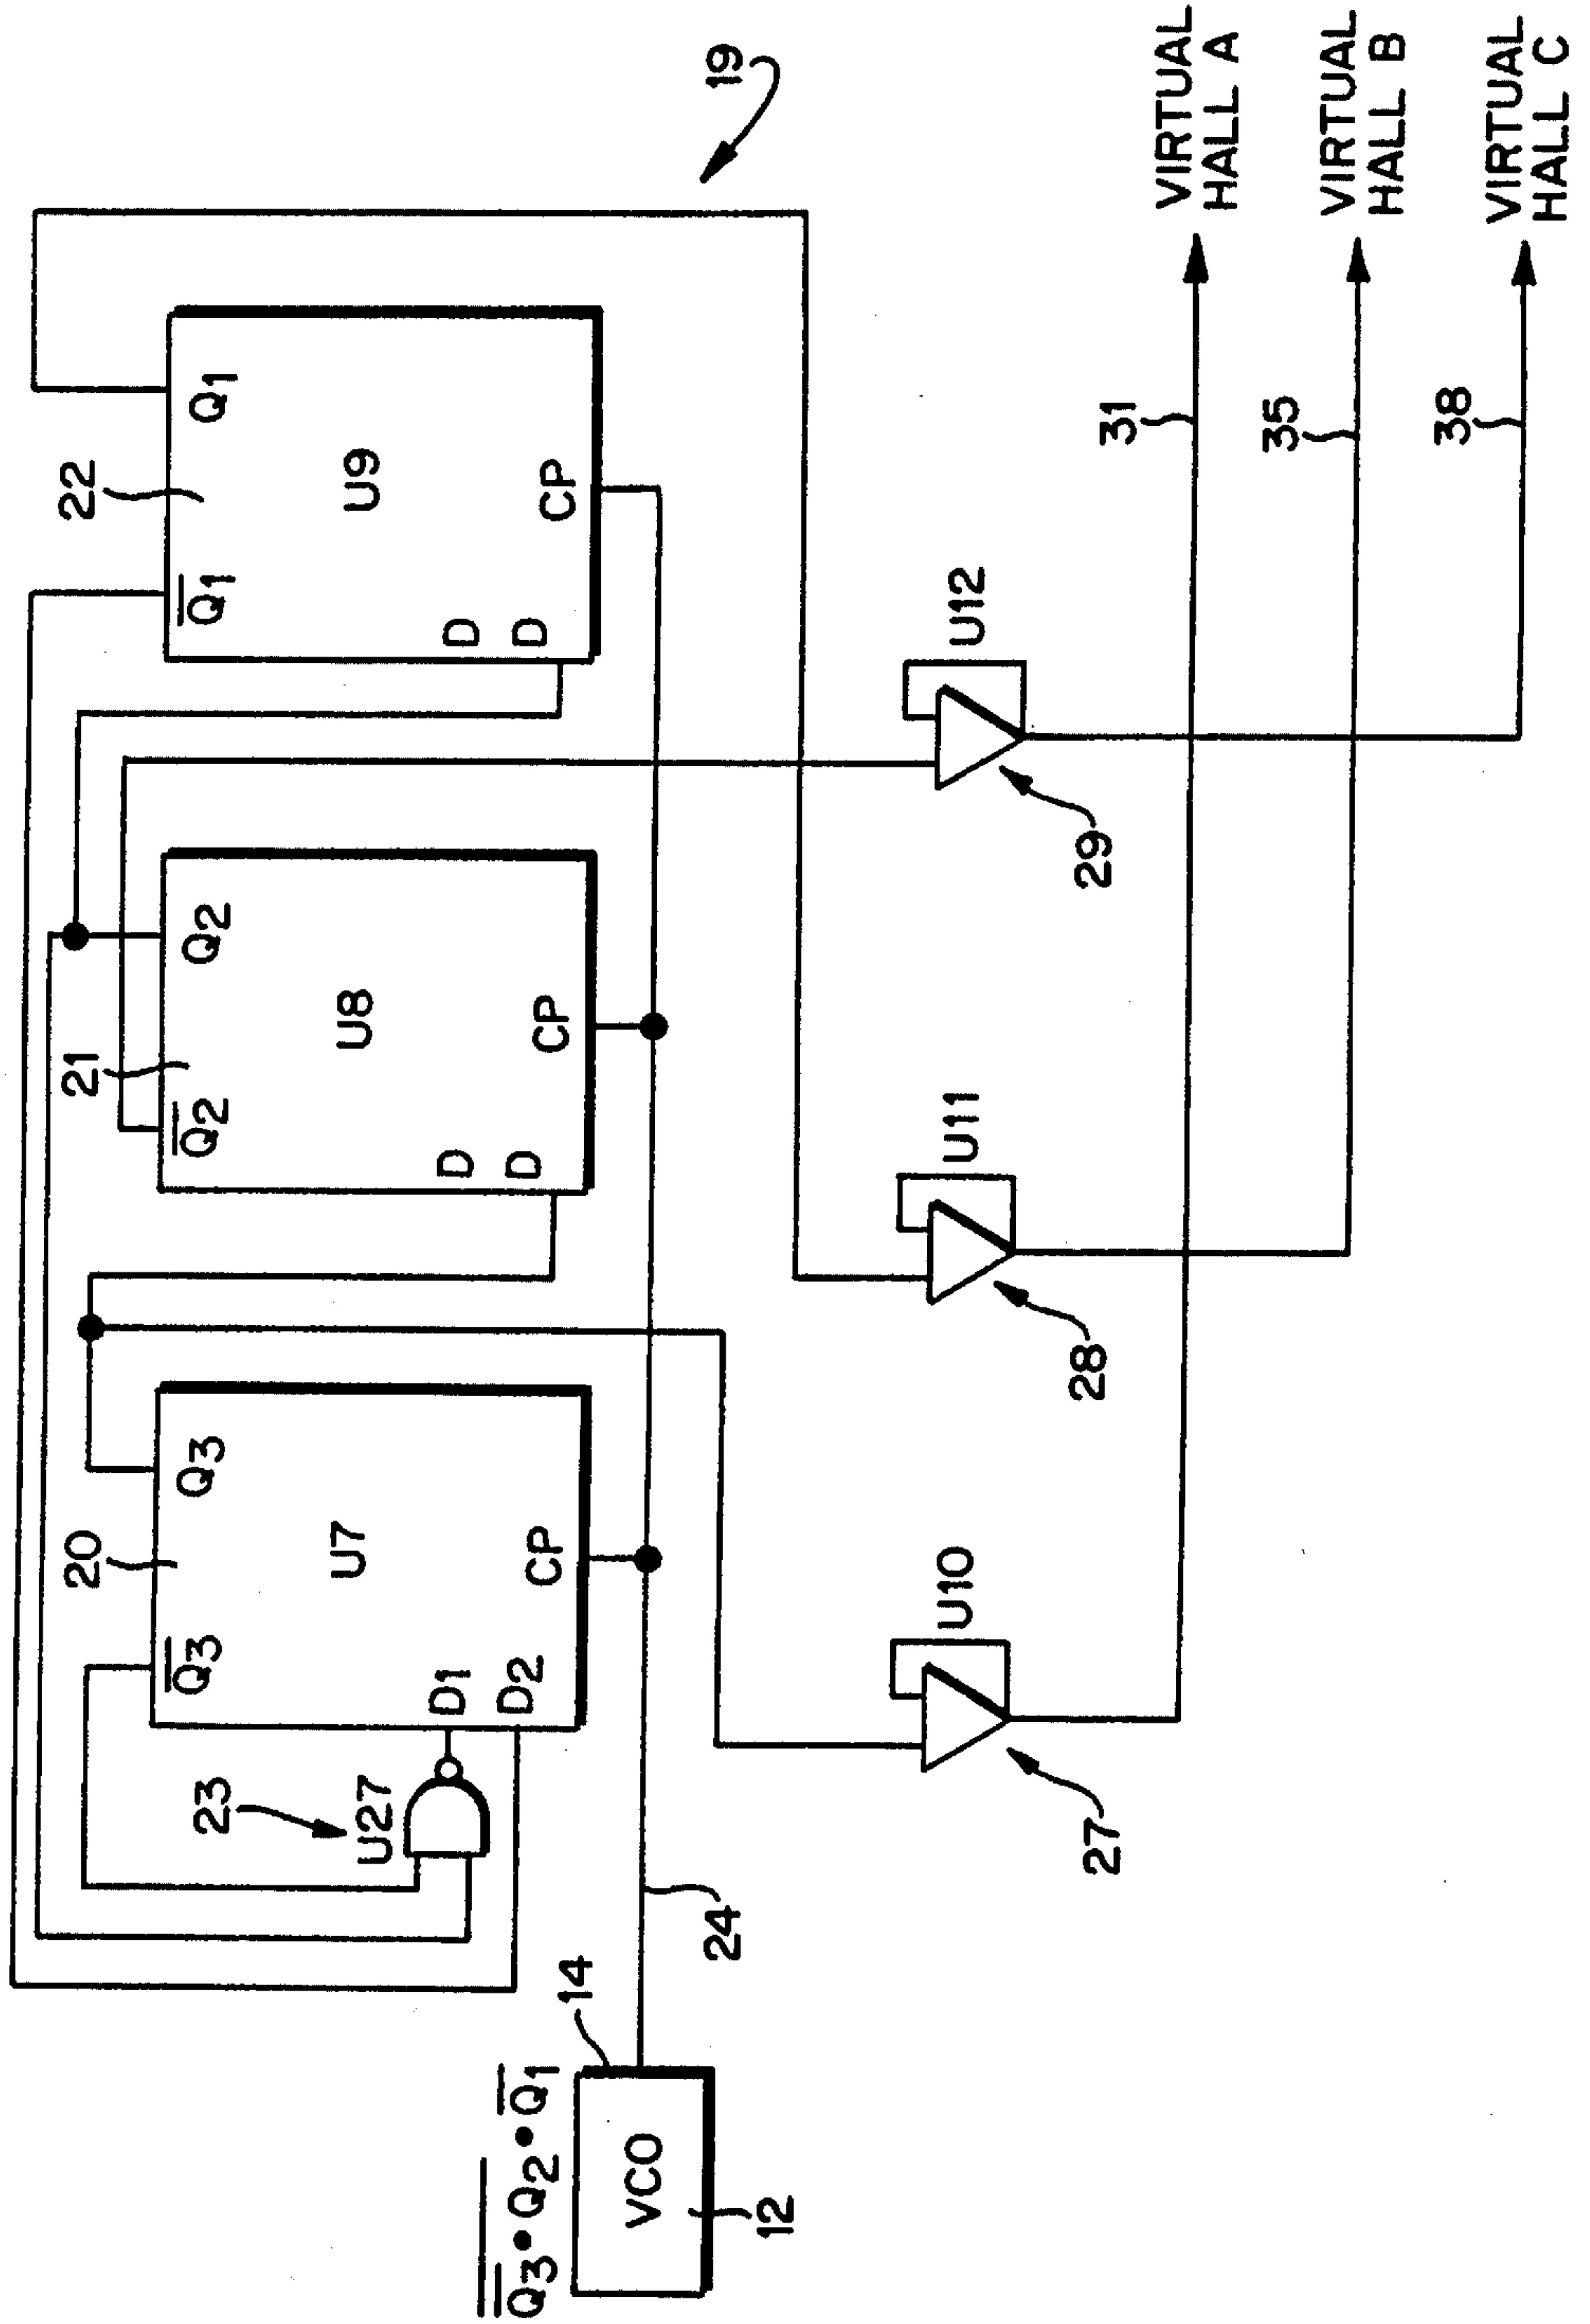 19
22
Q̅1
Q1
U9
D
D
CP
21
Q̅2
Q2
U8
D
D
CP
20
Q̅3
Q3
U7
D1
D2
CP
23
U27
14
24
Q̅3•Q2•Q̅1
VCO
12
U10
27
U11
28
U12
29
31
VIRTUAL
HALL A
35
VIRTUAL
HALL B
38
VIRTUAL
HALL C